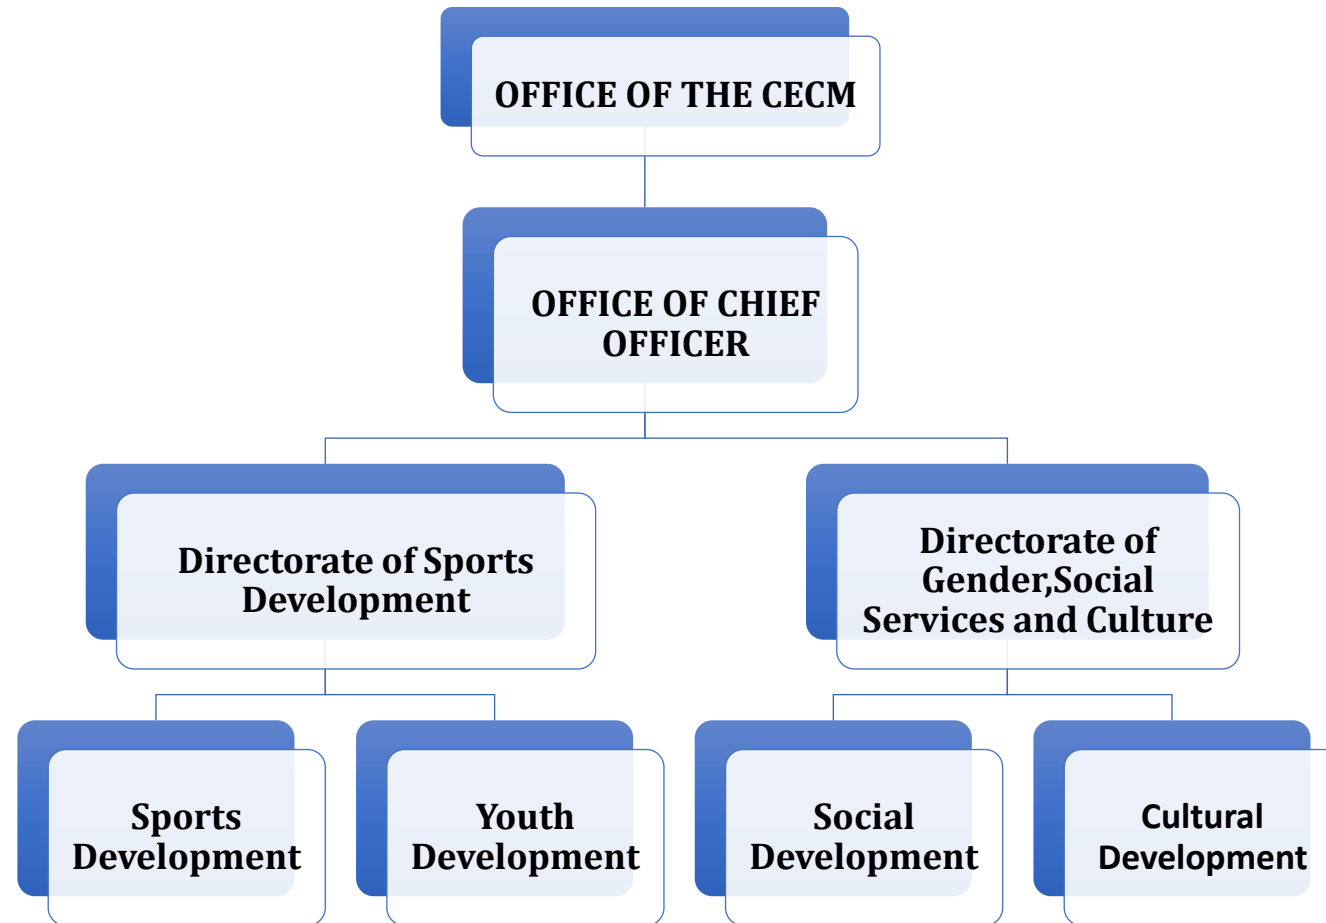 OFFICE OF THE CECM
OFFICE OF CHIEF
OFFICER
Directorate of Sports
Development
Directorate of
Gender,Social
Services and Culture
Sports
Development
Youth
Development
Social
Development
Cultural
Development